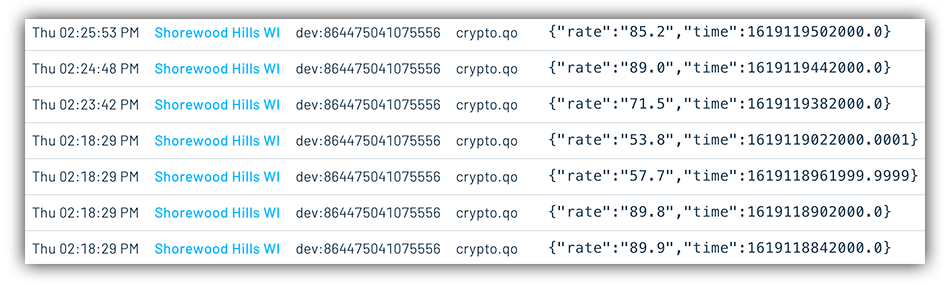 Thu 02:25:53 PM Shorewood Hills WI dev:864475041075556 crypto.qo {"rate":"85.2","time":1619119502000.0}
Thu 02:24:48 PM Shorewood Hills WI dev:864475041075556 crypto.qo {"rate":"89.0","time":1619119442000.0}
Thu 02:23:42 PM Shorewood Hills WI dev:864475041075556 crypto.qo {"rate":"71.5","time":1619119382000.0}
Thu 02:18:29 PM Shorewood Hills WI dev:864475041075556 crypto.qo {"rate":"53.8","time":1619119022000.0001}
Thu 02:18:29 PM Shorewood Hills WI dev:864475041075556 crypto.qo {"rate":"57.7","time":1619118961999.9999}
Thu 02:18:29 PM Shorewood Hills WI dev:864475041075556 crypto.qo {"rate":"89.8","time":1619118902000.0}
Thu 02:18:29 PM Shorewood Hills WI dev:864475041075556 crypto.qo {"rate":"89.9","time":1619118842000.0}